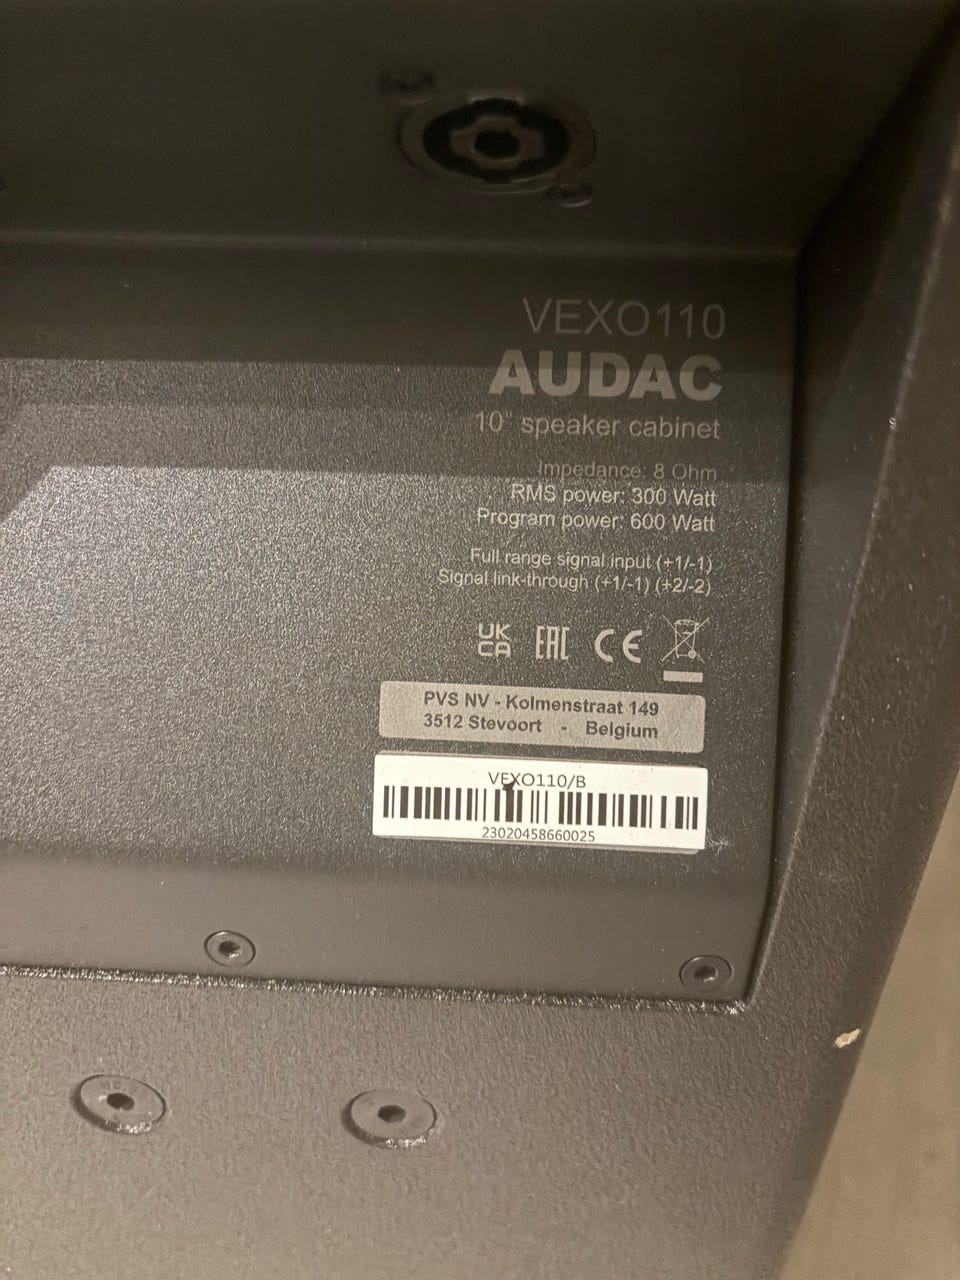 VEXO110
AUDAC
10" speaker cabinet
Impedance: 8 Ohm
RMS power: 300 Watt
Program power: 600 Watt
Full range signal input (+1/-1)
Signal link-through (+1/-1) (+2/-2)
UK
CA
EAC
CE
PVS NV - Kolmenstraat 149
3512 Stevoort - Belgium
VEXO110/B
23020458660025